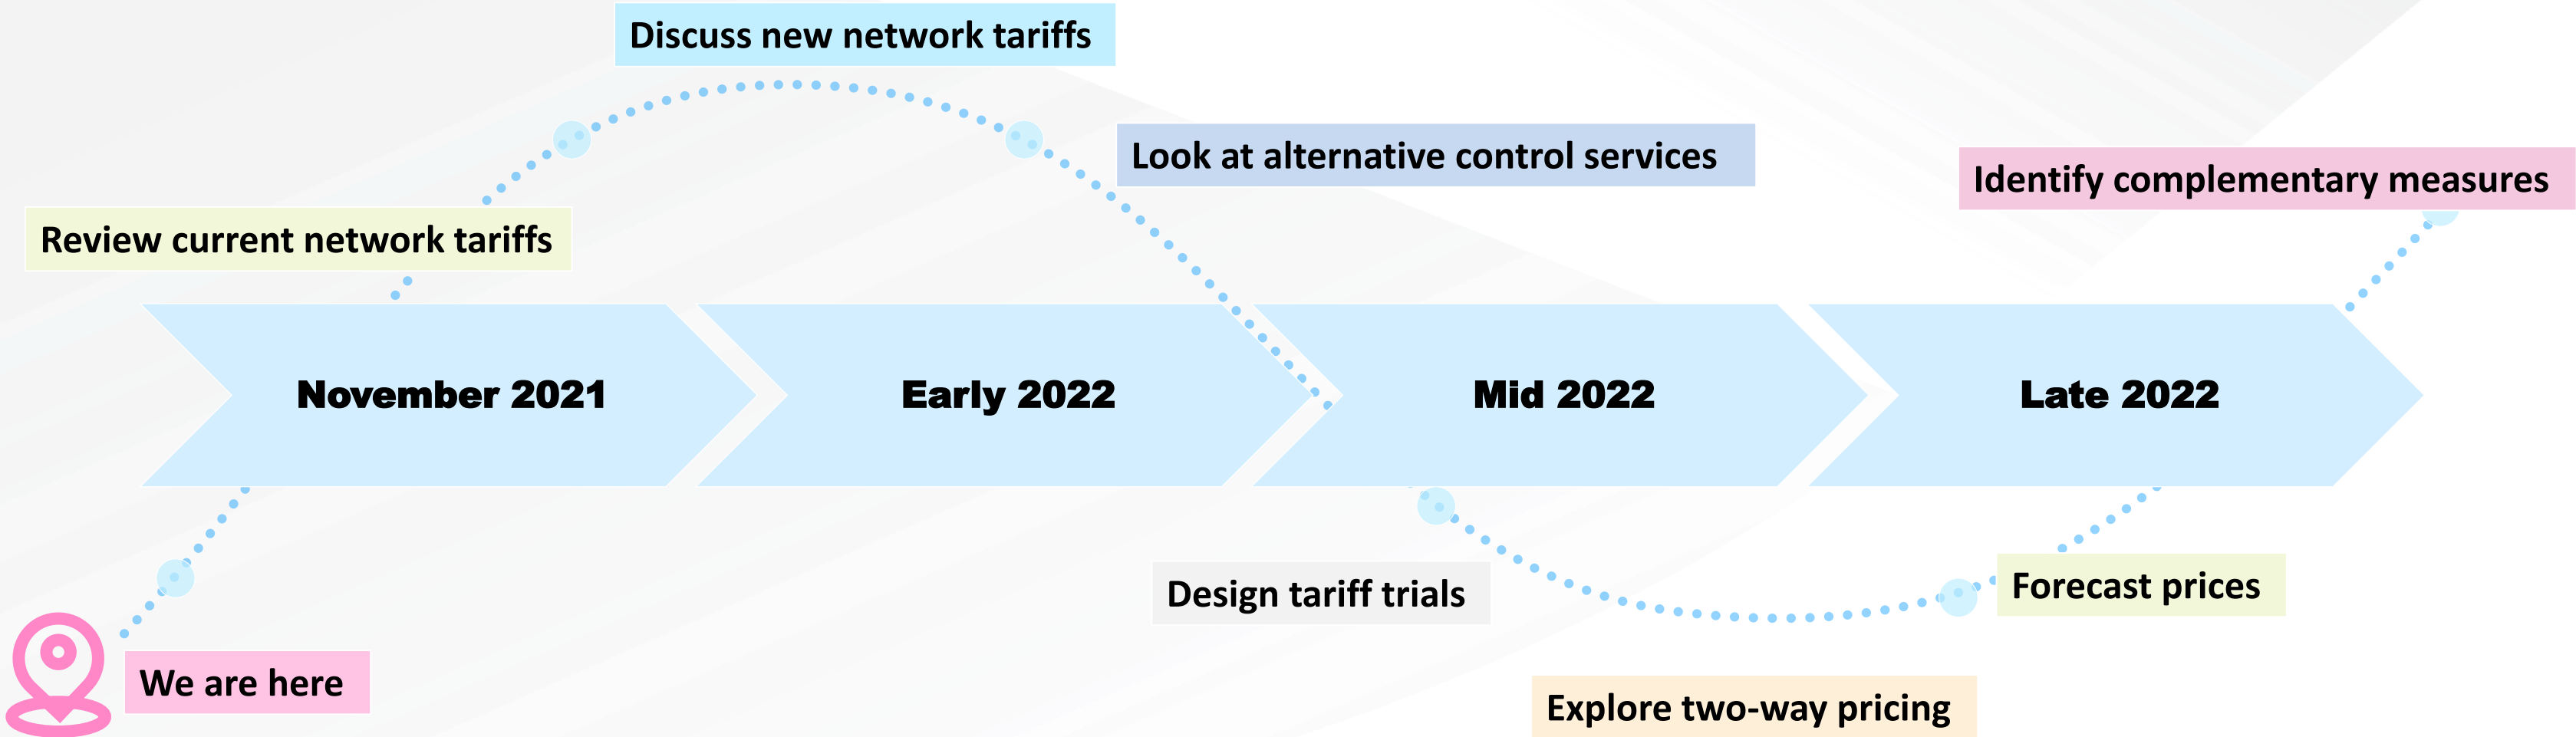 Discuss new network tariffs
Look at alternative control services
Identify complementary measures
Review current network tariffs
November 2021
Early 2022
Mid 2022
Late 2022
Design tariff trials
Forecast prices
We are here
Explore two-way pricing